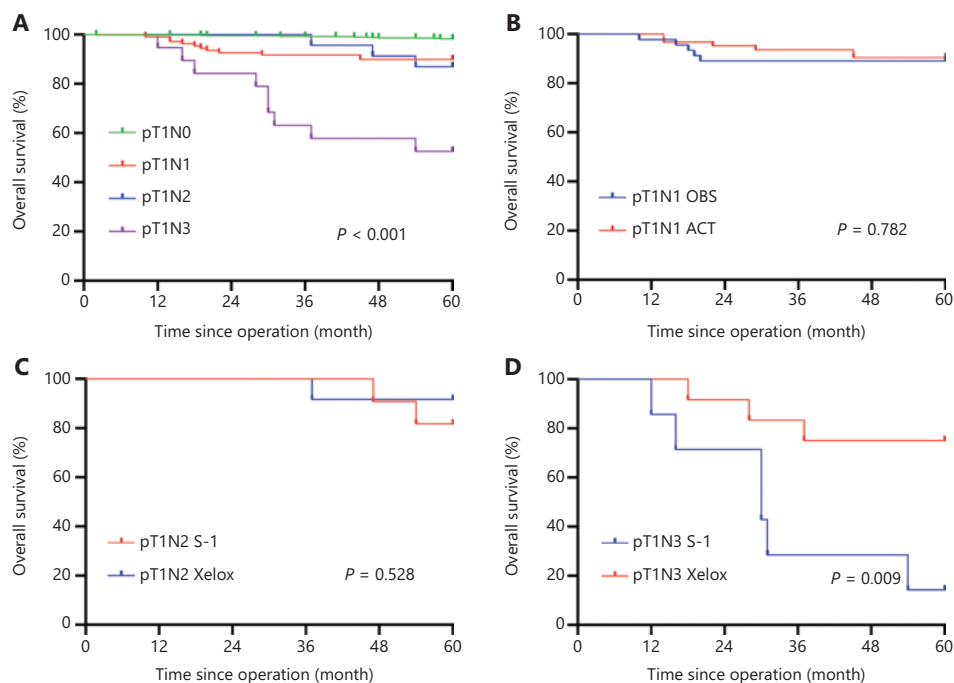 A
Overall survival (%)
100
80
60
40
20
0
pT1N0
pT1N1
pT1N2
pT1N3
P < 0.001
0 12 24 36 48 60
Time since operation (month)
B
Overall survival (%)
100
80
60
40
20
0
pT1N1 OBS
pT1N1 ACT
P = 0.782
0 12 24 36 48 60
Time since operation (month)
C
Overall survival (%)
100
80
60
40
20
0
pT1N2 S-1
pT1N2 Xelox
P = 0.528
0 12 24 36 48 60
Time since operation (month)
D
Overall survival (%)
100
80
60
40
20
0
pT1N3 S-1
pT1N3 Xelox
P = 0.009
0 12 24 36 48 60
Time since operation (month)